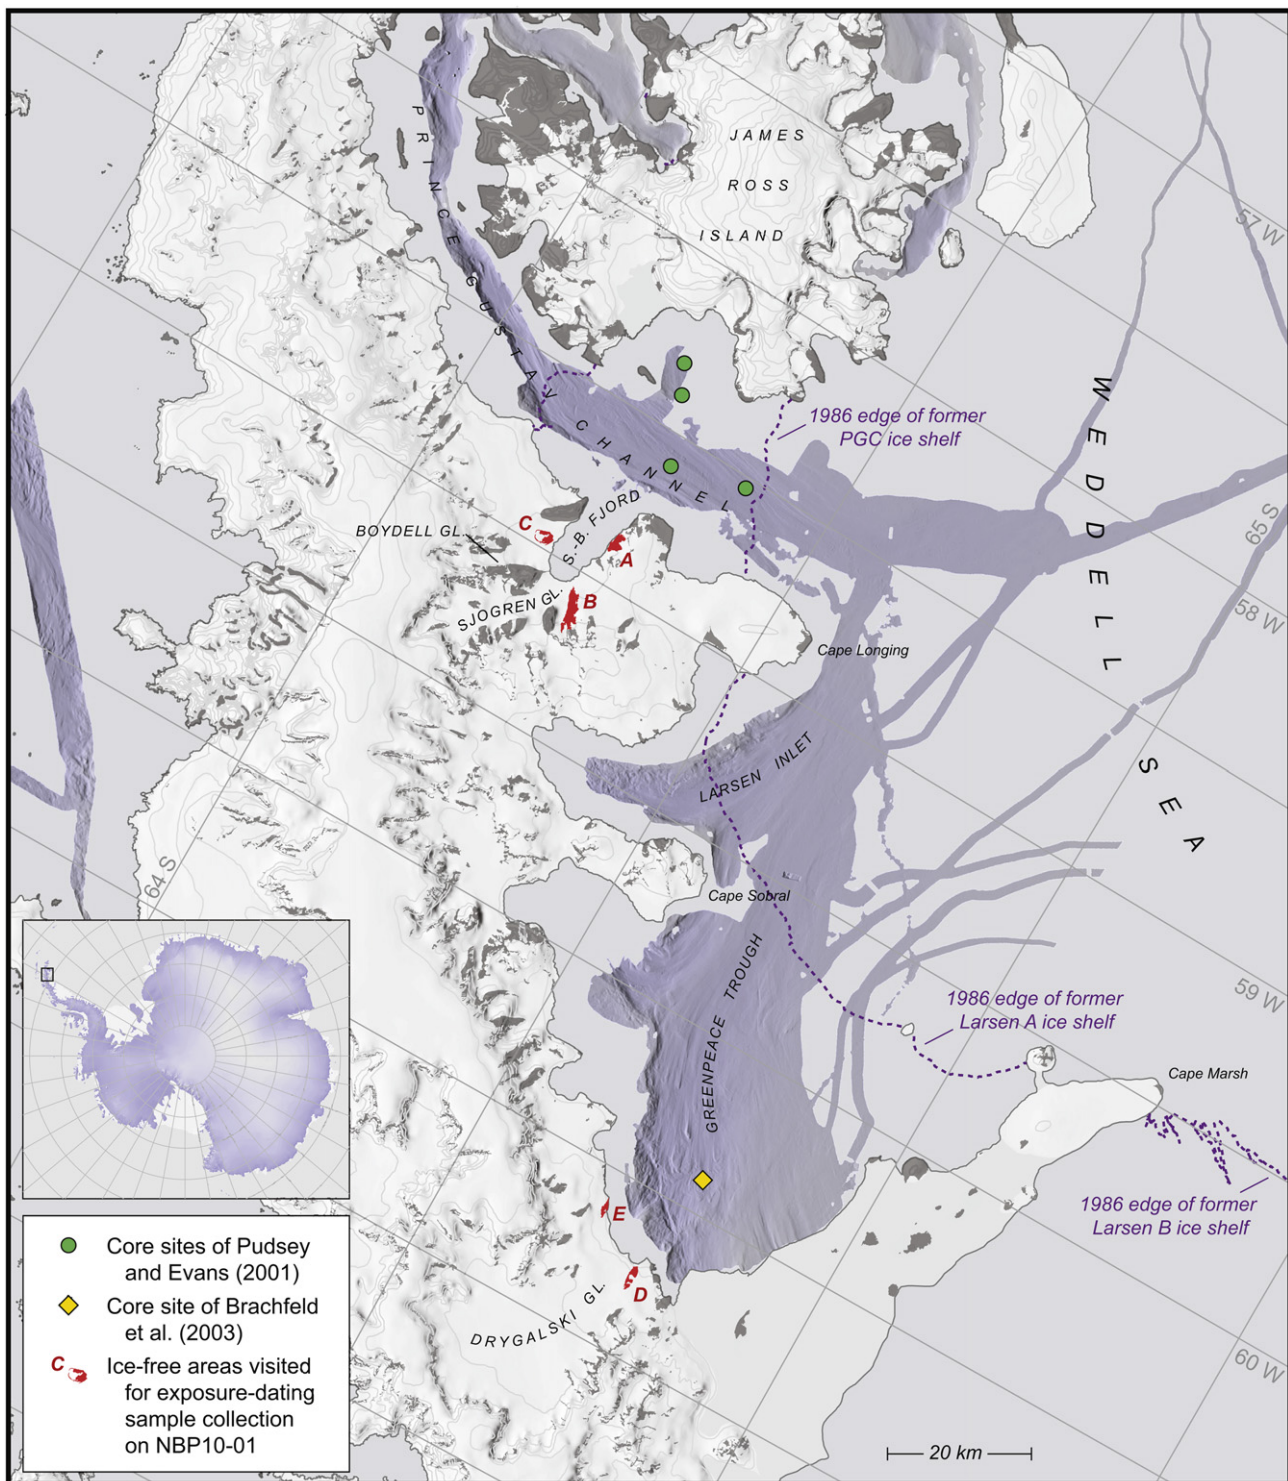 JAMES
ROSS
ISLAND
PRINCE GUSTAV CHANNEL
57 W
1986 edge of former
PGC ice shelf
WEDDELL SEA
65 S
58 W
C
S.-B. FJORD
BOYDELL GL.
A
SJOGREN GL.
B
Cape Longing
LARSEN INLET
64 S
Cape Sobral
GREENPEACE TROUGH
59 W
1986 edge of former
Larsen A ice shelf
Cape Marsh
1986 edge of former
Larsen B ice shelf
E
D
DRYGALSKI GL.
60 W
20 km
Core sites of Pudsey
and Evans (2001)
Core site of Brachfeld
et al. (2003)
C
Ice-free areas visited
for exposure-dating
sample collection
on NBP10-01